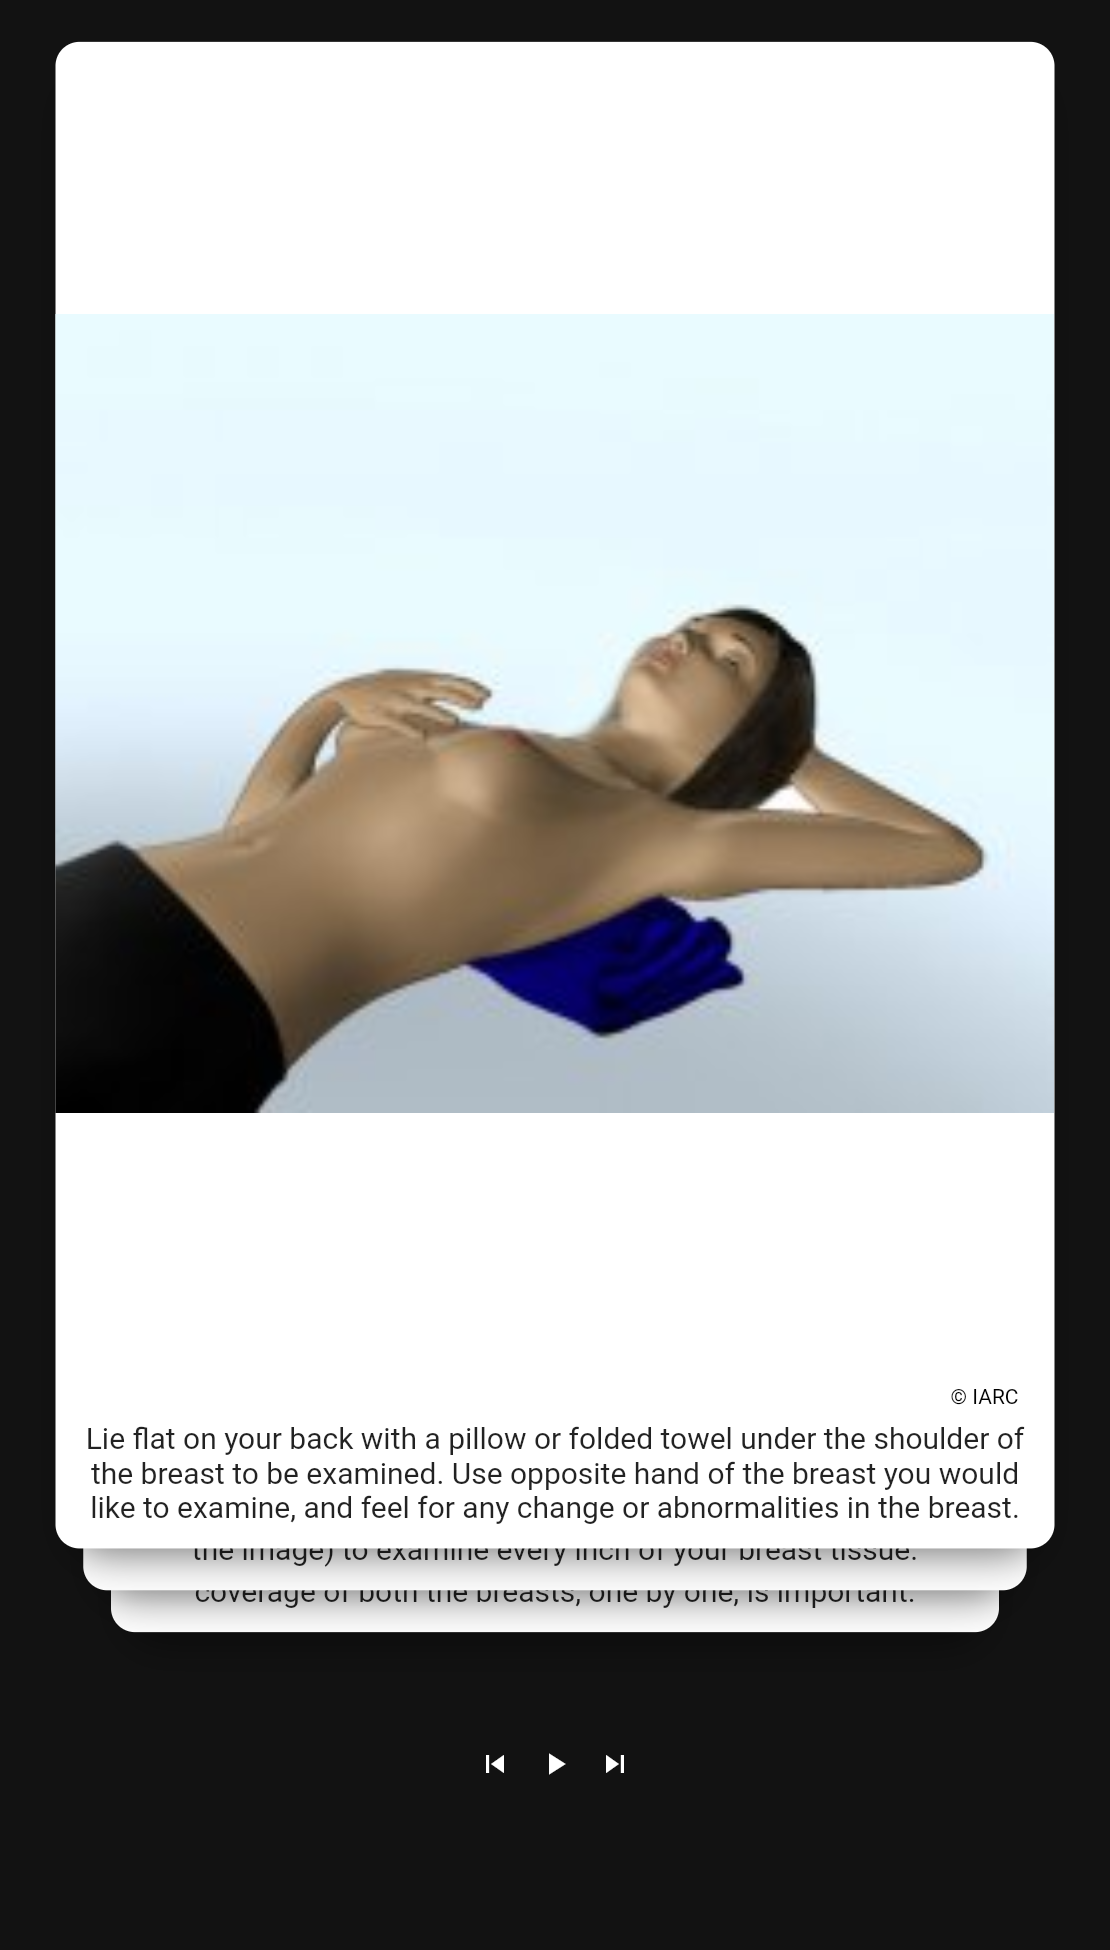 © IARC
Lie flat on your back with a pillow or folded towel under the shoulder of
the breast to be examined. Use opposite hand of the breast you would
like to examine, and feel for any change or abnormalities in the breast.
the image) to examine every inch of your breast tissue.
coverage of both the breasts, one by one, is important.